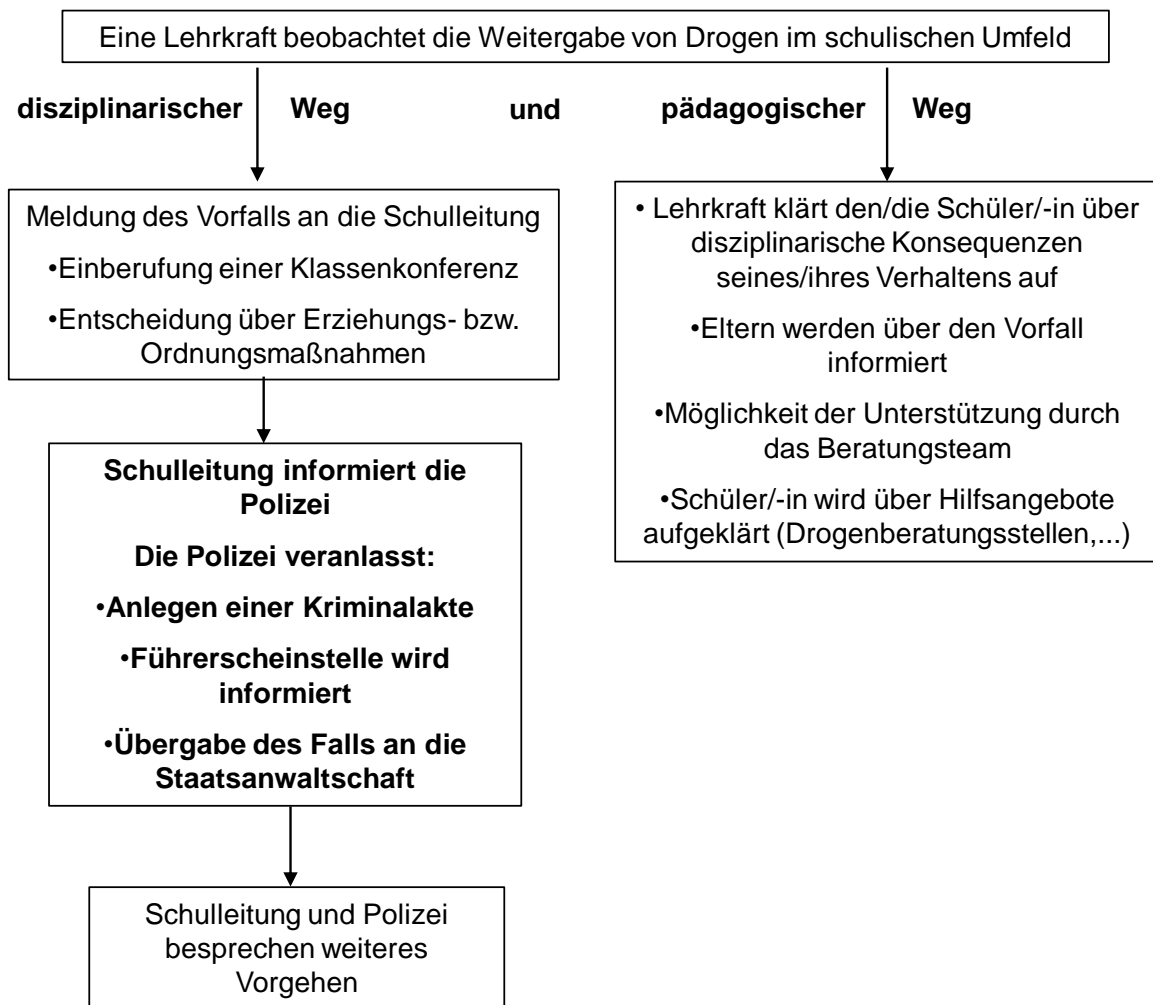 Eine Lehrkraft beobachtet die Weitergabe von Drogen im schulischen Umfeld
disziplinarischer Weg und pädagogischer Weg
Meldung des Vorfalls an die Schulleitung
•Einberufung einer Klassenkonferenz
•Entscheidung über Erziehungs- bzw.
Ordnungsmaßnahmen
Schulleitung informiert die
Polizei
Die Polizei veranlasst:
•Anlegen einer Kriminalakte
•Führerscheinstelle wird
informiert
•Übergabe des Falls an die
Staatsanwaltschaft
Schulleitung und Polizei
besprechen weiteres
Vorgehen
• Lehrkraft klärt den/die Schüler/-in über
disziplinarische Konsequenzen
seines/ihres Verhaltens auf
•Eltern werden über den Vorfall
informiert
•Möglichkeit der Unterstützung durch
das Beratungsteam
•Schüler/-in wird über Hilfsangebote
aufgeklärt (Drogenberatungsstellen,...)